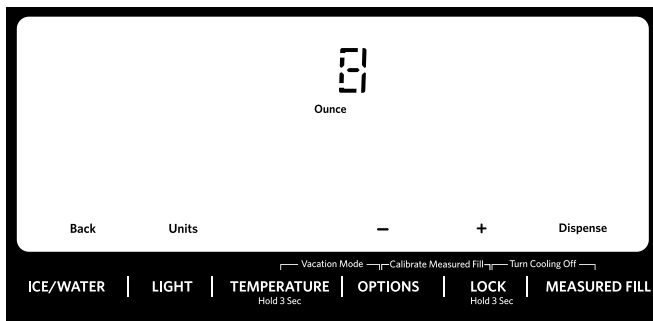 8
Ounce
Back Units – + Dispense
Vacation Mode Calibrate Measured Fill Turn Cooling Off
ICE/WATER LIGHT TEMPERATURE OPTIONS LOCK MEASURED FILL
Hold 3 Sec Hold 3 Sec